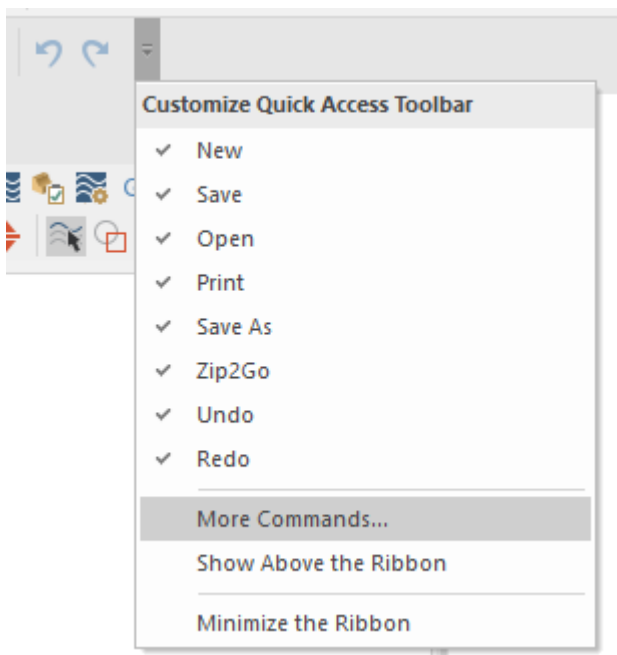 Customize Quick Access Toolbar
New
Save
Open
Print
Save As
Zip2Go
Undo
Redo
More Commands...
Show Above the Ribbon
Minimize the Ribbon